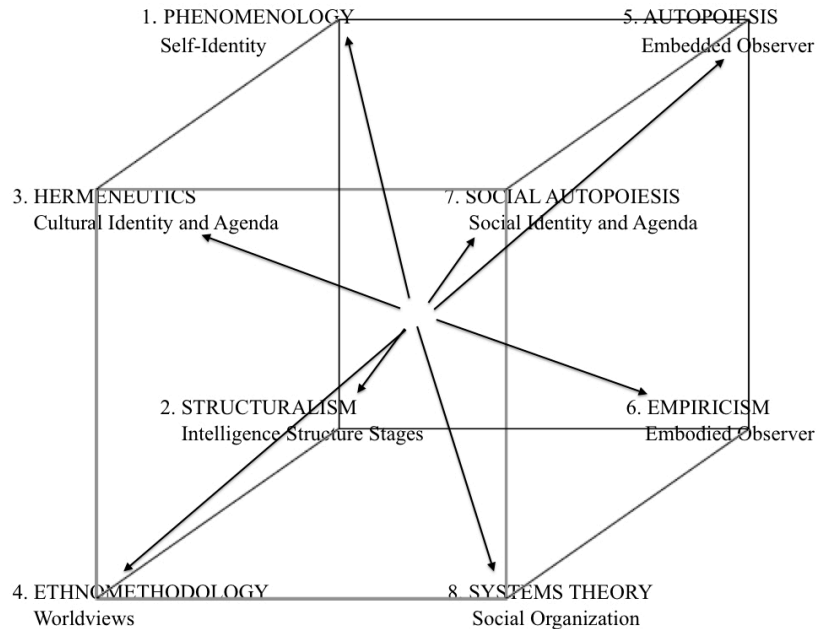 1. PHENOMENOLOGY
Self-Identity
5. AUTOPOIESIS
Embedded Observer
3. HERMENEUTICS
Cultural Identity and Agenda
7. SOCIAL AUTOPOIESIS
Social Identity and Agenda
2. STRUCTURALISM
Intelligence Structure Stages
6. EMPIRICISM
Embodied Observer
4. ETHNOMETHODOLOGY
Worldviews
8. SYSTEMS THEORY
Social Organization